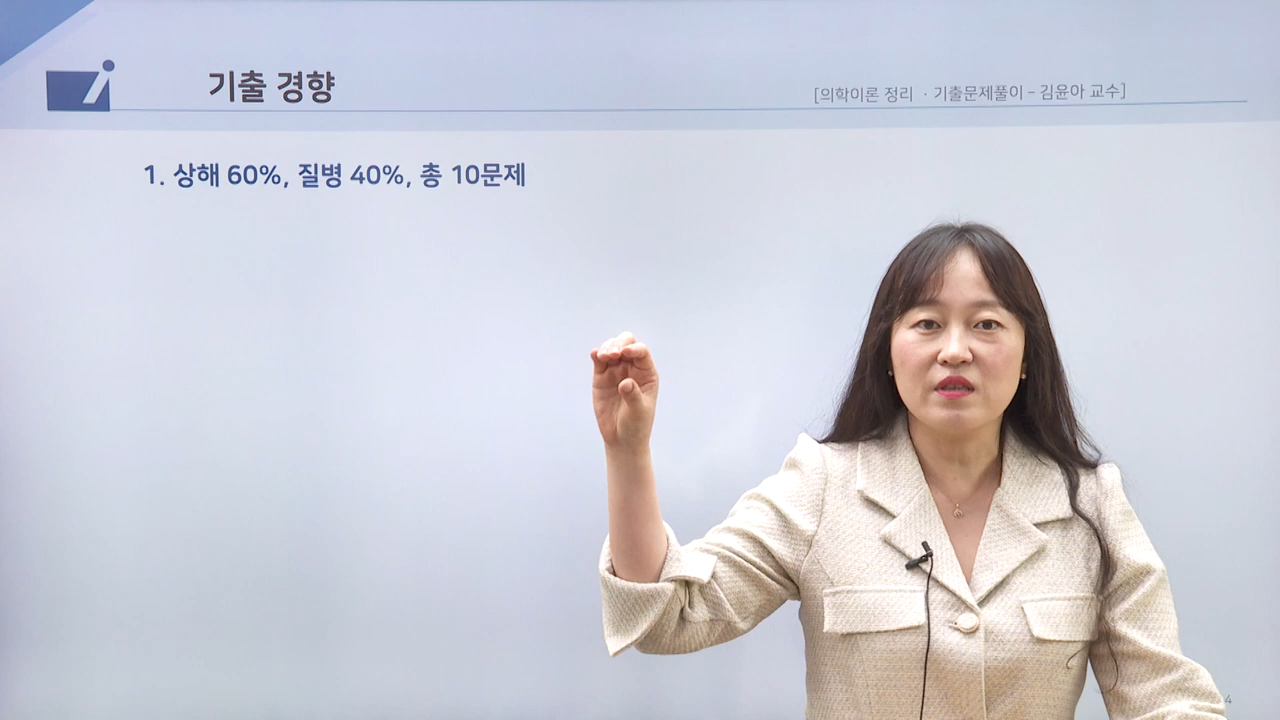 기출 경향
[의학이론 정리 · 기출문제풀이 - 김윤아 교수]
1. 상해 60%, 질병 40%, 총 10문제
4